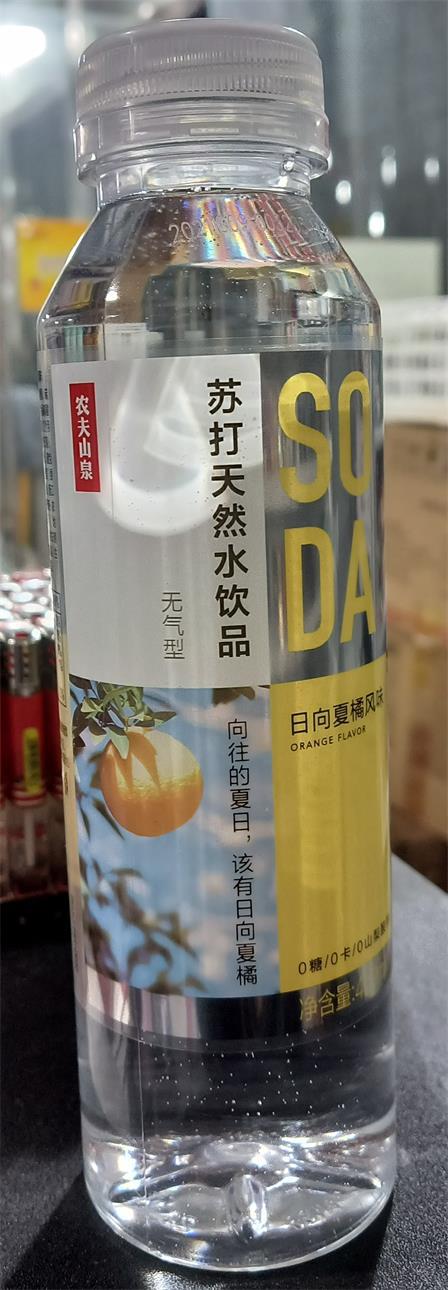 农夫山泉
苏打天然水饮品
无气型
SO
DA
日向夏橘风味
ORANGE FLAVOR
向往的夏日，该有日向夏橘
0糖/0卡/0山梨酸
净含量: